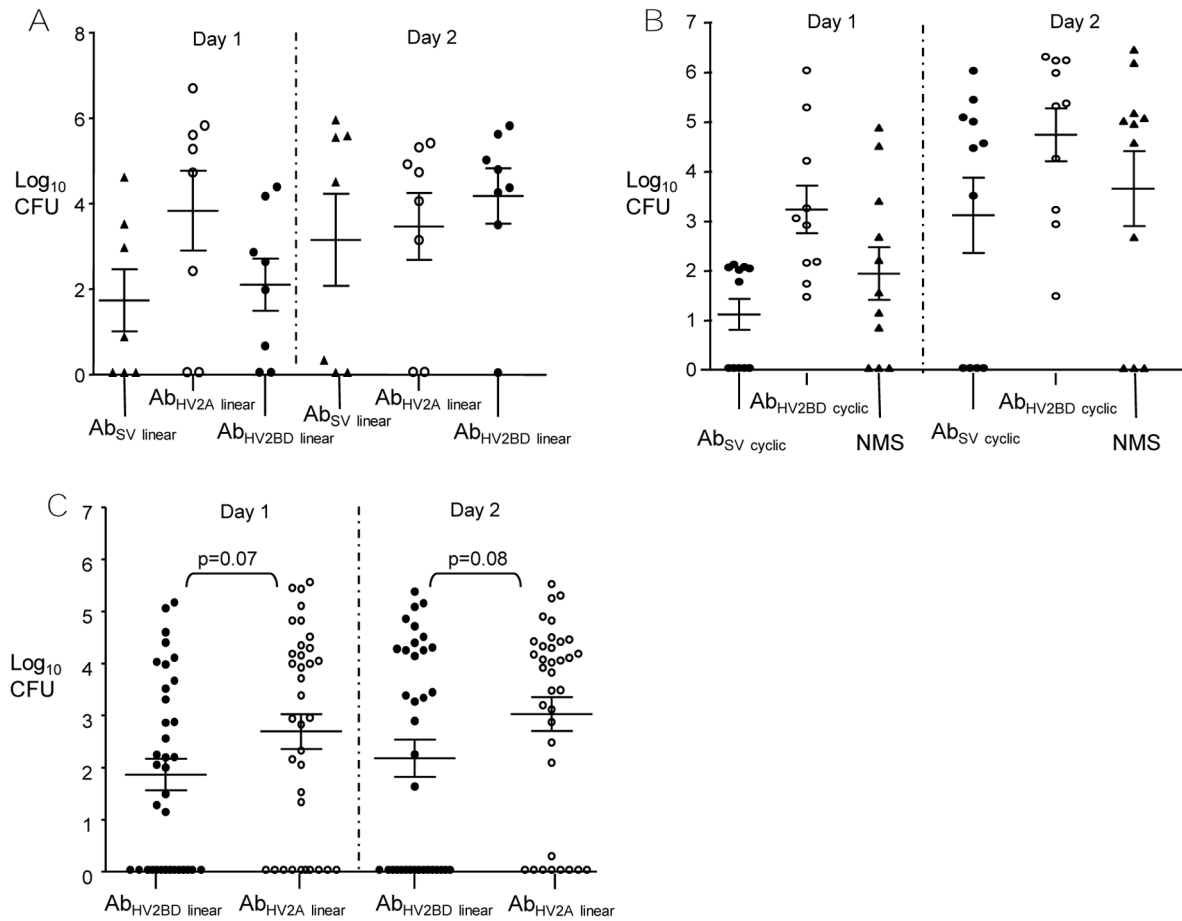 A
Day 1
Day 2
8
6
4
2
0
Log10
CFU
AbSV linear
AbHV2A linear
AbHV2BD linear
AbSV linear
AbHV2A linear
AbHV2BD linear
B
Day 1
Day 2
7
6
5
4
3
2
1
0
Log10
CFU
AbSV cyclic
AbHV2BD cyclic
NMS
AbSV cyclic
AbHV2BD cyclic
NMS
C
Day 1
Day 2
p=0.07
p=0.08
7
6
5
4
3
2
1
0
Log10
CFU
AbHV2BD linear
AbHV2A linear
AbHV2BD linear
AbHV2A linear